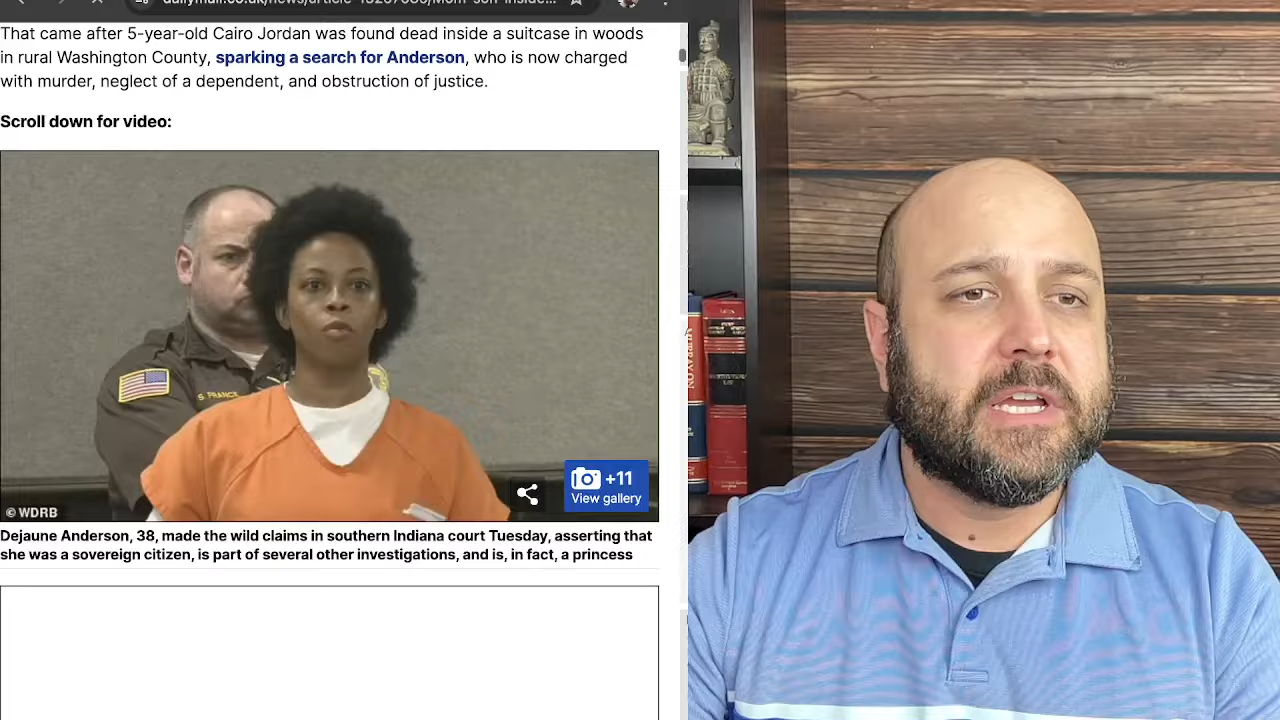 That came after 5-year-old Cairo Jordan was found dead inside a suitcase in woods
in rural Washington County, sparking a search for Anderson, who is now charged
with murder, neglect of a dependent, and obstruction of justice.
Scroll down for video:
S. FRANCE
+11
View gallery
© WDRB
Dejaune Anderson, 38, made the wild claims in southern Indiana court Tuesday, asserting that
she was a sovereign citizen, is part of several other investigations, and is, in fact, a princess